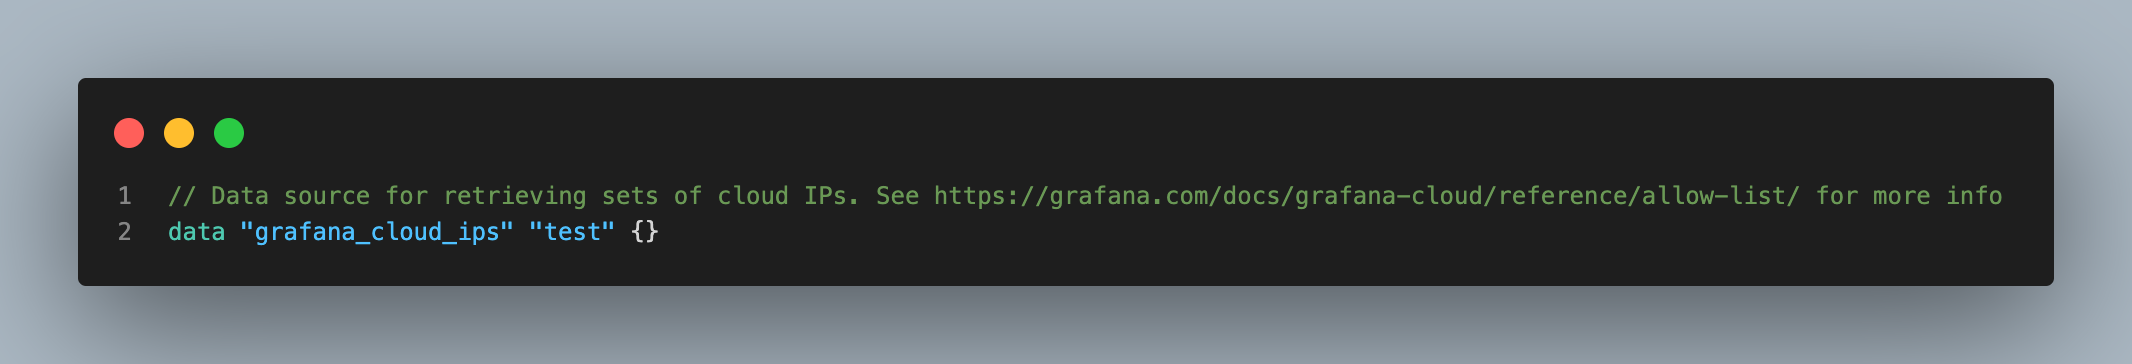 1 // Data source for retrieving sets of cloud IPs. See https://grafana.com/docs/grafana-cloud/reference/allow-list/ for more info
2 data "grafana_cloud_ips" "test" {}